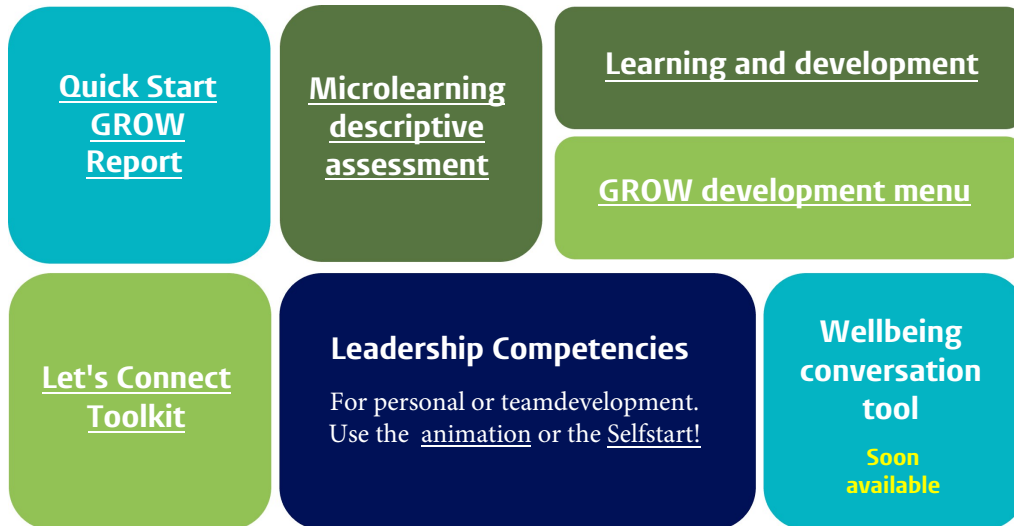 Quick Start
GROW
Report
Microlearning
descriptive
assessment
Learning and development
GROW development menu
Let's Connect
Toolkit
Leadership Competencies
For personal or teamdevelopment.
Use the animation or the Selfstart!
Wellbeing
conversation
tool
Soon
available